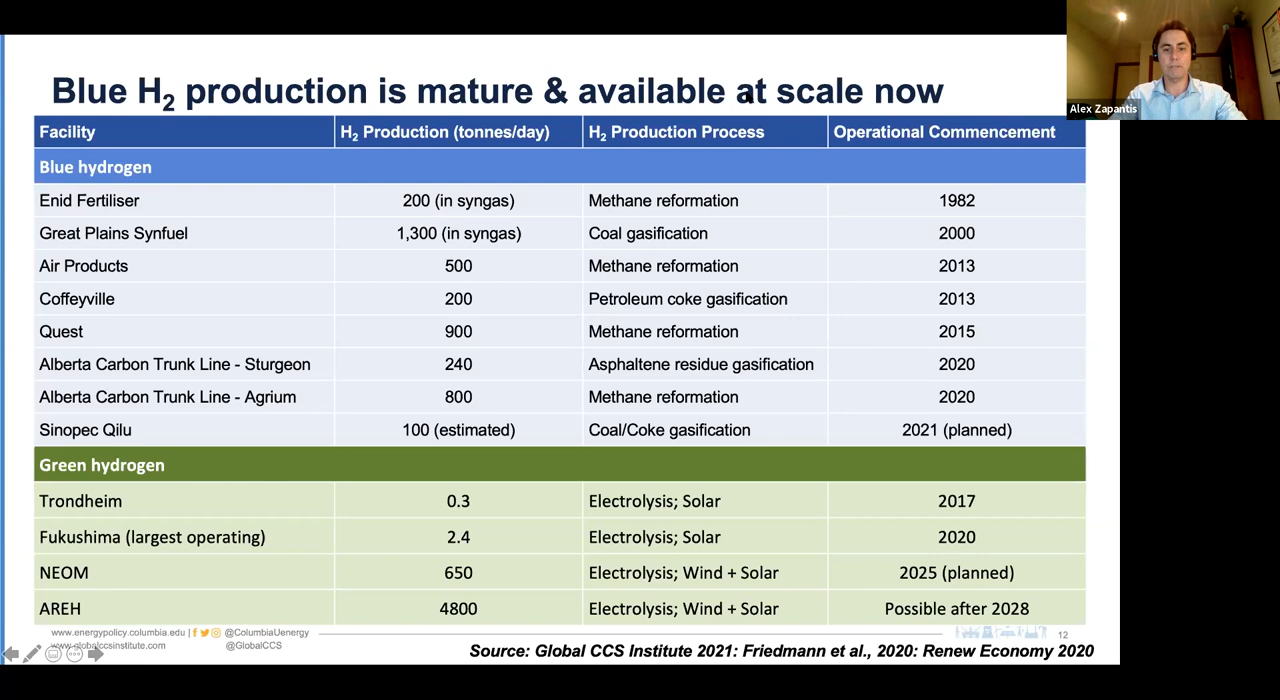 Alex Zapantis
Blue H2 production is mature & available at scale now
Facility H2 Production (tonnes/day) H2 Production Process Operational Commencement
Blue hydrogen
Enid Fertiliser 200 (in syngas) Methane reformation 1982
Great Plains Synfuel 1,300 (in syngas) Coal gasification 2000
Air Products 500 Methane reformation 2013
Coffeyville 200 Petroleum coke gasification 2013
Quest 900 Methane reformation 2015
Alberta Carbon Trunk Line - Sturgeon 240 Asphaltene residue gasification 2020
Alberta Carbon Trunk Line - Agrium 800 Methane reformation 2020
Sinopec Qilu 100 (estimated) Coal/Coke gasification 2021 (planned)
Green hydrogen
Trondheim 0.3 Electrolysis; Solar 2017
Fukushima (largest operating) 2.4 Electrolysis; Solar 2020
NEOM 650 Electrolysis; Wind + Solar 2025 (planned)
AREH 4800 Electrolysis; Wind + Solar Possible after 2028
www.energypolicy.columbia.edu | @ColumbiaUenergy 12
www.globalccsinstitute.com @GlobalCCS
Source: Global CCS Institute 2021: Friedmann et al., 2020: Renew Economy 2020